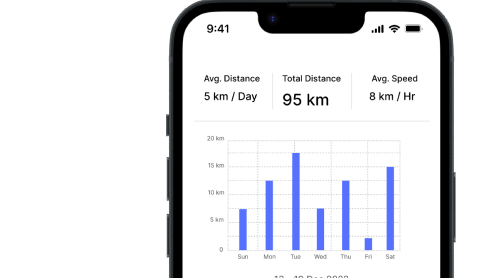 9:41
Avg. Distance Total Distance Avg. Speed
5 km / Day 95 km 8 km / Hr
20 km
15 km
10 km
5 km
0
Sun Mon Tue Wed Thu Fri Sat